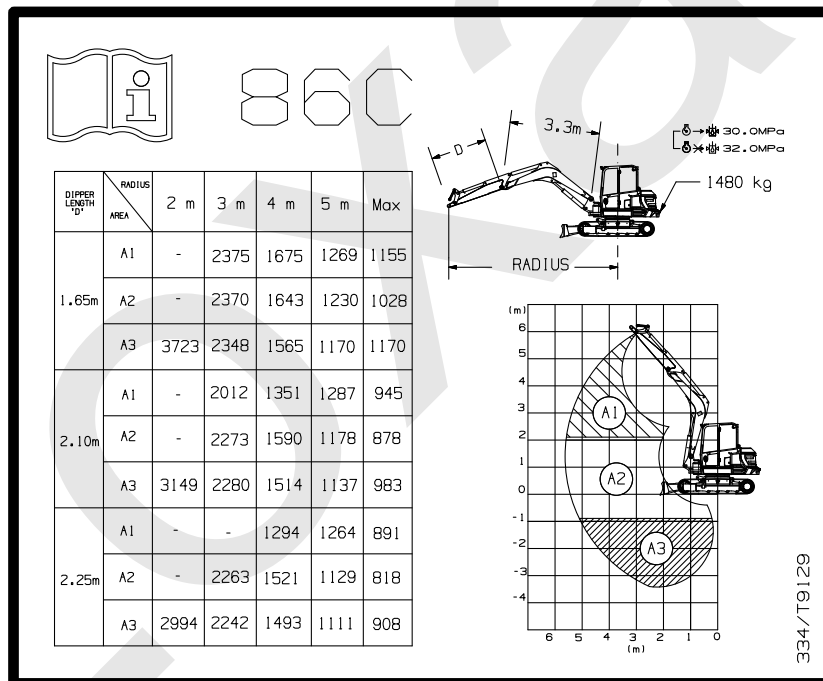 i
860
3.3m
D
30.0MPa
32.0MPa
1480 kg
RADIUS
DIPPER LENGTH 'D' RADIUS AREA 2 m 3 m 4 m 5 m Max
1.65m
A1 - 2375 1675 1269 1155
A2 - 2370 1643 1230 1028
A3 3723 2348 1565 1170 1170
2.10m
A1 - 2012 1351 1287 945
A2 - 2273 1590 1178 878
A3 3149 2280 1514 1137 983
2.25m
A1 - - 1294 1264 891
A2 - 2263 1521 1129 818
A3 2994 2242 1493 1111 908
(m)
6
5
4
3
2
1
0
-1
-2
-3
-4
A1
A2
A3
6 5 4 3 2 1 0
(m)
334/T9129